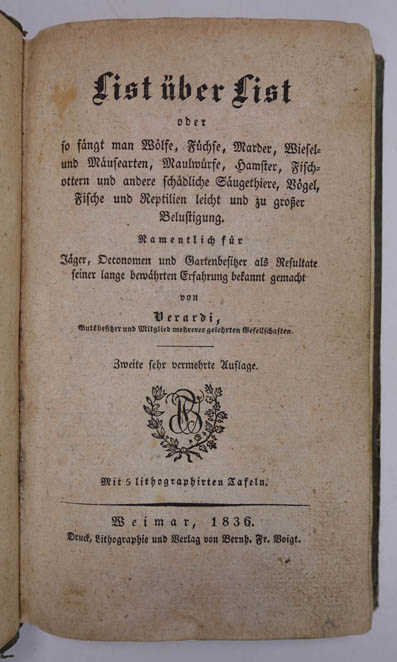 List über List
oder
so fängt man Wölfe, Füchse, Marder, Wiesel-
und Mäusearten, Maulwürfe, Hamster, Fisch-
ottern und andere schädliche Säugethiere, Vögel,
Fische und Reptilien leicht und zu großer
Belustigung.
Namentlich für
Jäger, Oeconomen und Gartenbesitzer als Resultate
seiner lange bewährten Erfahrung bekannt gemacht
von
Verardi,
Gutsbesitzer und Mitglied mehrerer gelehrten Gesellschaften.
Zweite sehr vermehrte Auflage.
Mit 5 lithographirten Tafeln.
Weimar, 1836.
Druck, Lithographie und Verlag von Bernh. Fr. Voigt.